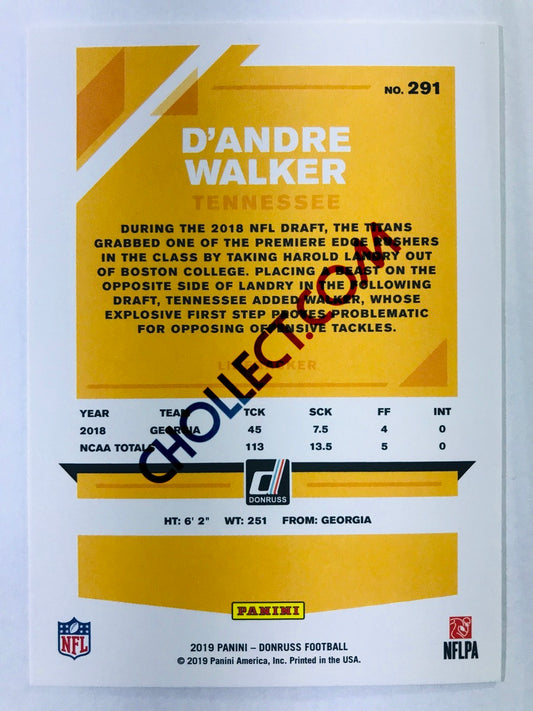 NO. 291
D'ANDRE
WALKER
TENNESSEE
DURING THE 2018 NFL DRAFT, THE TITANS
GRABBED ONE OF THE PREMIERE EDGE RUSHERS
IN THE CLASS BY TAKING HAROLD LANDRY OUT
OF BOSTON COLLEGE. PLACING A BEAST ON THE
OPPOSITE SIDE OF LANDRY IN THE FOLLOWING
DRAFT, TENNESSEE ADDED WALKER, WHOSE
EXPLOSIVE FIRST STEP PROVES PROBLEMATIC
FOR OPPOSING OFFENSIVE TACKLES.
LINEBACKER
YEAR TEAM TCK SCK FF INT
2018 GEORGIA 45 7.5 4 0
NCAA TOTALS 113 13.5 5 0
CHOLLECT.COM
d
DONRUSS
HT: 6' 2" WT: 251 FROM: GEORGIA
PANINI
2019 PANINI – DONRUSS FOOTBALL
© 2019 Panini America, Inc. Printed in the USA.
NFL
NFLPA